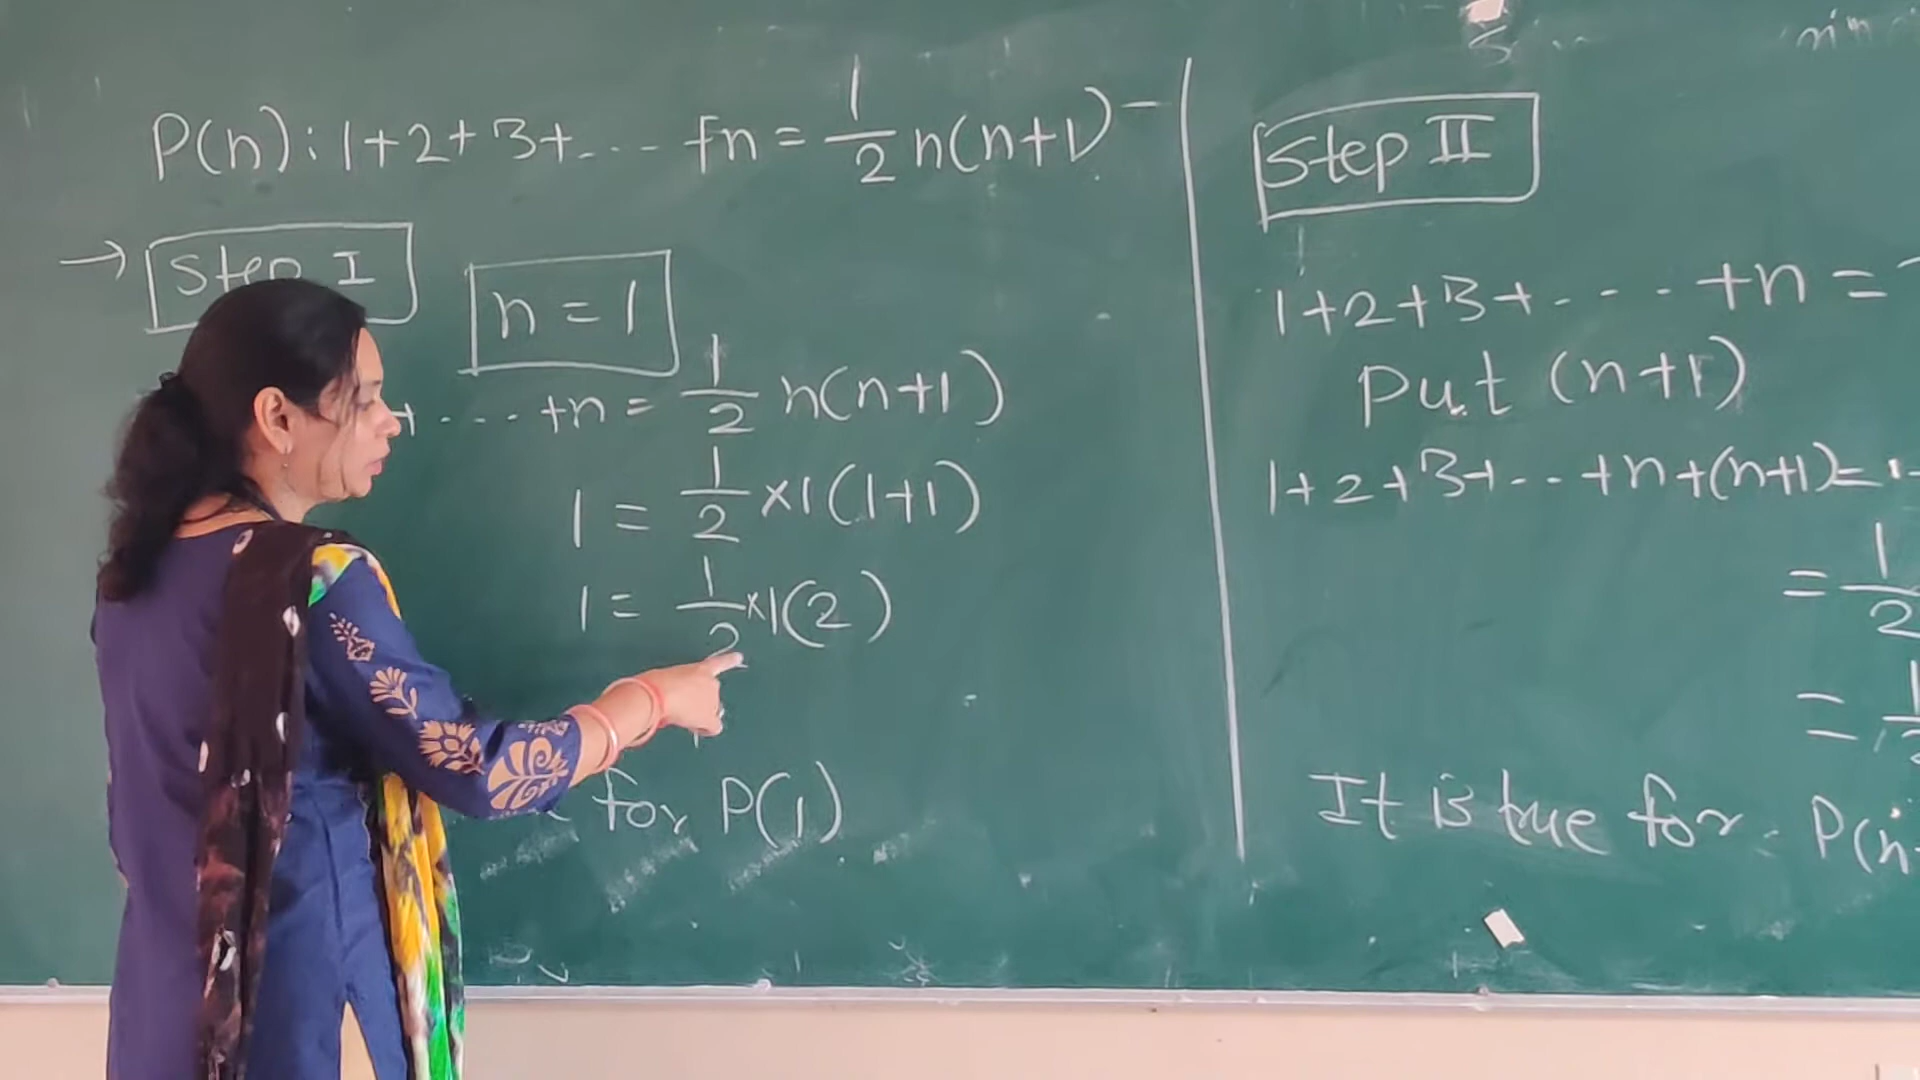 P(n): 1+2+3+.... +n = 1/2 n(n+1) -
→ Step I
n = 1
+ ... +n = 1/2 n(n+1)
1 = 1/2 ×1(1+1)
1 = 1/2 ×1(2)
for P(1)
Step II
1+2+3+.... +n =
Put (n+1)
1+2+3+...+n+(n+1)= 1
= 1/2
= 1
It is true for P(n